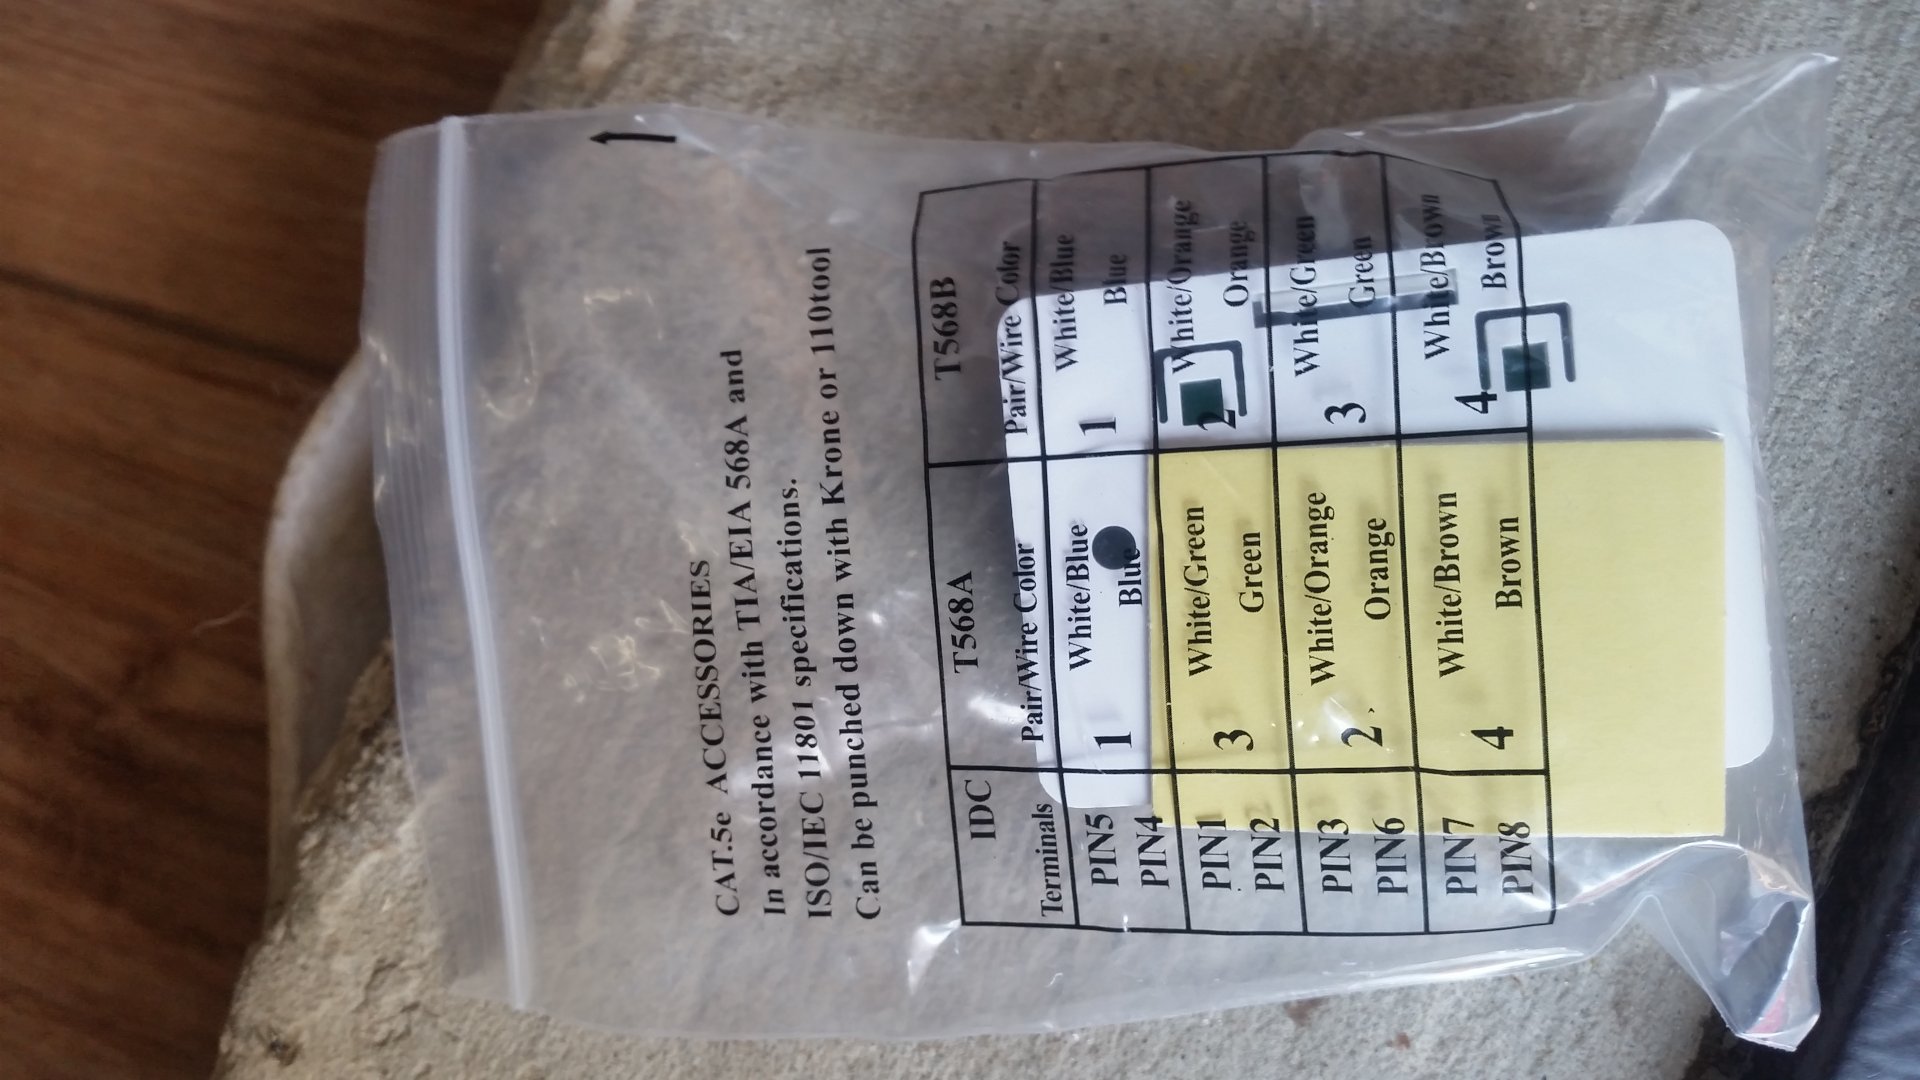 CAT.5e ACCESSORIES
In accordance with TIA/EIA 568A and
ISO/IEC 11801 specifications.
Can be punched down with Krone or 110tool
IDC T568A T568B
Terminals Pair/Wire Color Pair/Wire Color
PIN5 1 White/Blue 1 White/Blue
PIN4 Blue Blue
PIN1 3 White/Green 2 White/Orange
PIN2 Green Orange
PIN3 2 White/Orange 3 White/Green
PIN6 Orange Green
PIN7 4 White/Brown 4 White/Brown
PIN8 Brown Brown